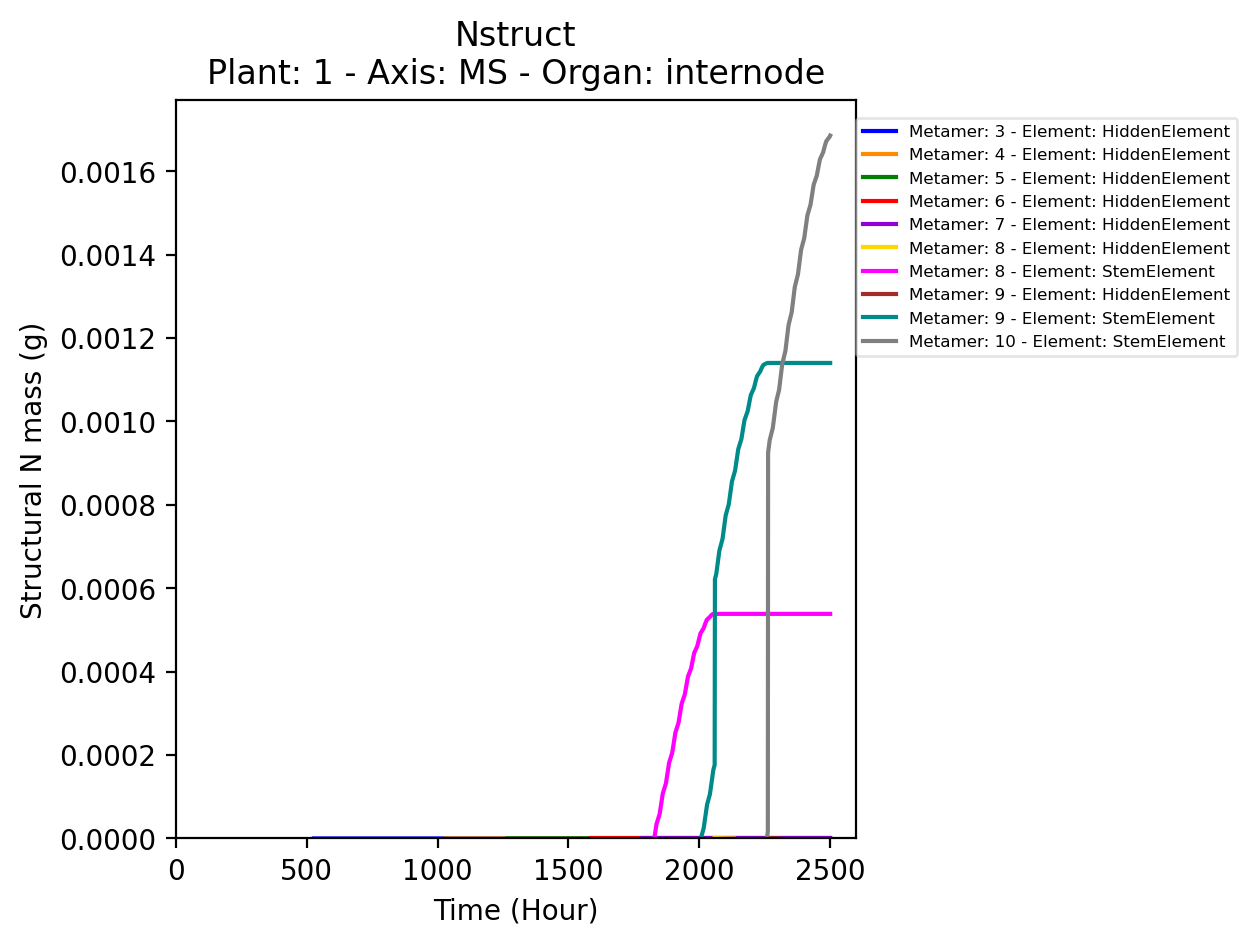 Nstruct
Plant: 1 - Axis: MS - Organ: internode
Structural N mass (g)
0.0016
0.0014
0.0012
0.0010
0.0008
0.0006
0.0004
0.0002
0.0000
0 500 1000 1500 2000 2500
Time (Hour)
Metamer: 3 - Element: HiddenElement
Metamer: 4 - Element: HiddenElement
Metamer: 5 - Element: HiddenElement
Metamer: 6 - Element: HiddenElement
Metamer: 7 - Element: HiddenElement
Metamer: 8 - Element: HiddenElement
Metamer: 8 - Element: StemElement
Metamer: 9 - Element: HiddenElement
Metamer: 9 - Element: StemElement
Metamer: 10 - Element: StemElement